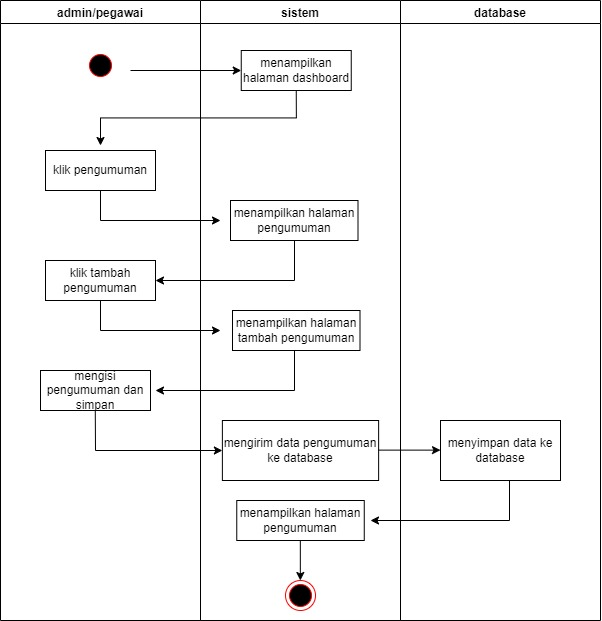 admin/pegawai
sistem
database
menampilkan
halaman dashboard
klik pengumuman
menampilkan halaman
pengumuman
klik tambah
pengumuman
menampilkan halaman
tambah pengumuman
mengisi
pengumuman dan
simpan
mengirim data pengumuman
ke database
menyimpan data ke
database
menampilkan halaman
pengumuman